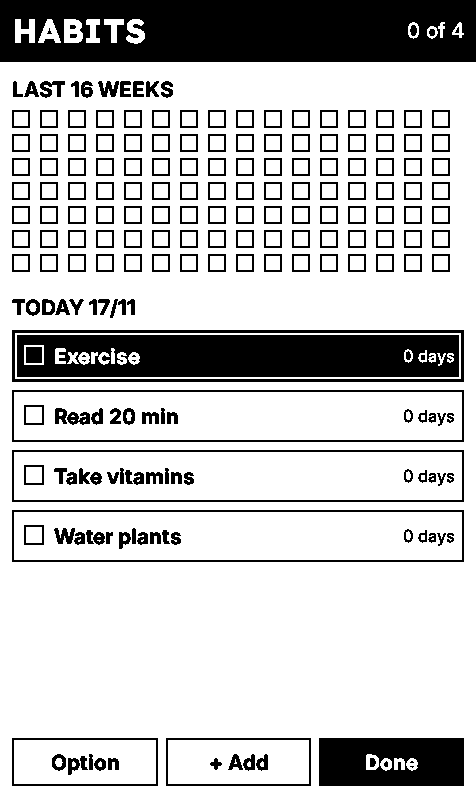 HABITS
0 of 4
LAST 16 WEEKS
TODAY 17/11
Exercise
0 days
Read 20 min
0 days
Take vitamins
0 days
Water plants
0 days
Option
+ Add
Done